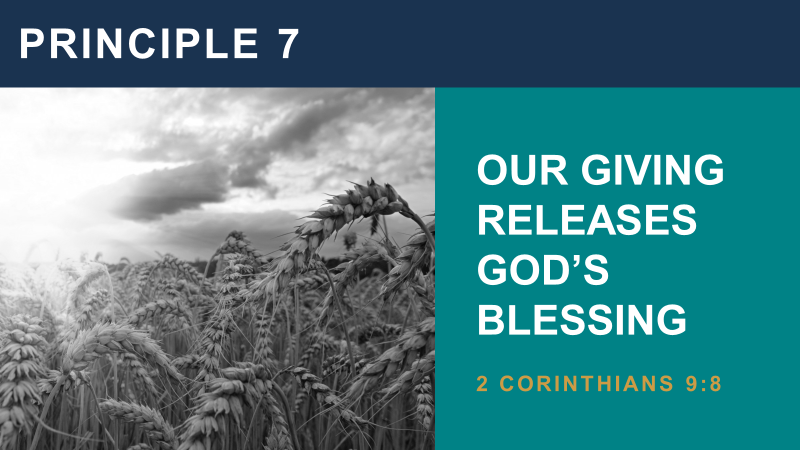 PRINCIPLE 7
OUR GIVING
RELEASES
GOD’S
BLESSING
2 CORINTHIANS 9:8